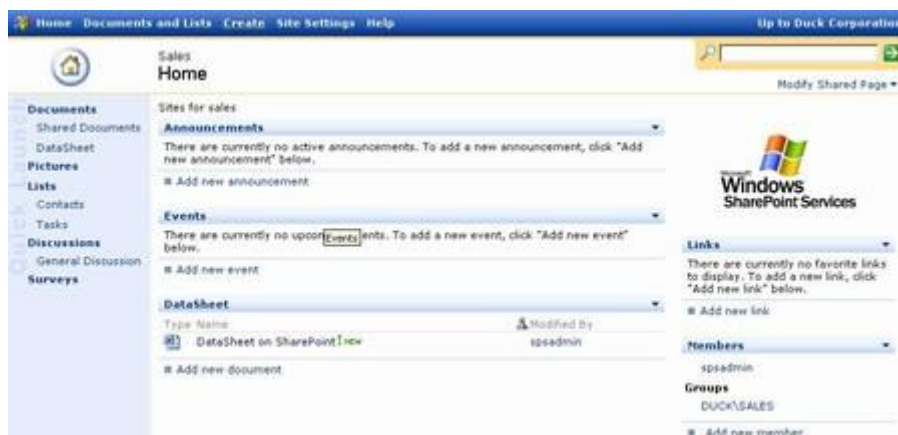 Home Documents and Lists Create Site Settings Help
Up to Duck Corporation
Sales
Home
Modify Shared Page
Quick Launch
Documents
Shared Documents
DataSheet
Pictures
Lists
Contacts
Tasks
Discussions
General Discussion
Surveys
Sites for sales
Announcements
There are currently no active announcements. To add a new announcement, click "Add
new announcement" below.
Add new announcement
Events
There are currently no upcom Events ents. To add a new event, click "Add new event"
below.
Add new event
DataSheet
Type Name Modified By
DataSheet on SharePoint ! NEW spsadmin
Add new document
Microsoft
Windows
SharePoint Services
Links
There are currently no favorite links
to display. To add a new link, click
"Add new link" below.
Add new link
Members
spsadmin
Groups
DUCK\SALES
Add new member